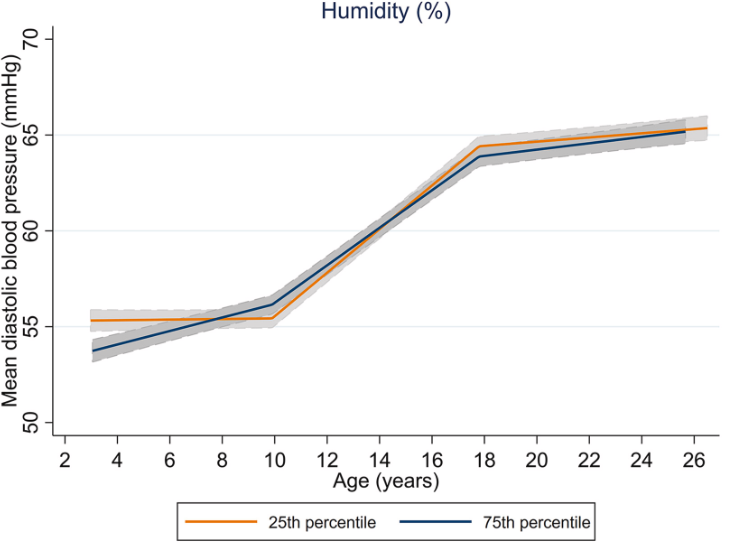 Humidity (%)
Mean diastolic blood pressure (mmHg)
70
65
60
55
50
2 4 6 8 10 12 14 16 18 20 22 24 26
Age (years)
25th percentile 75th percentile